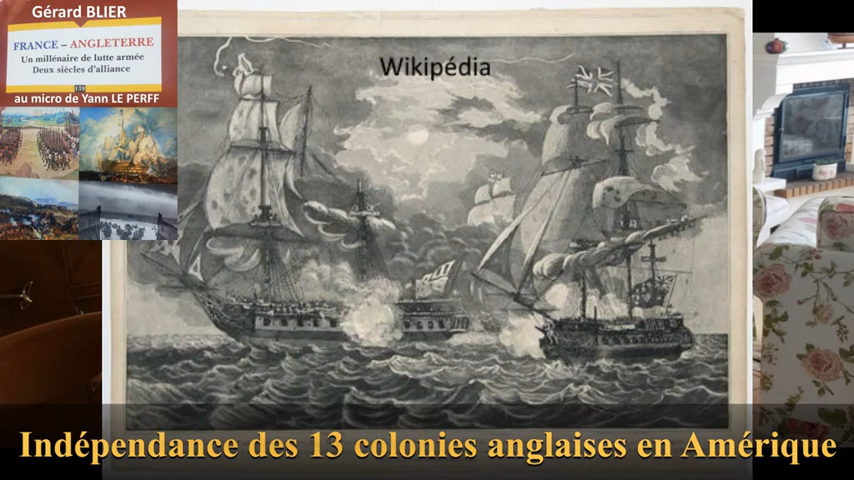 Gérard BLIER
FRANCE – ANGLETERRE
Un millénaire de lutte armée
Deux siècles d'alliance
au micro de Yann LE PERFF
Wikipédia
Indépendance des 13 colonies anglaises en Amérique